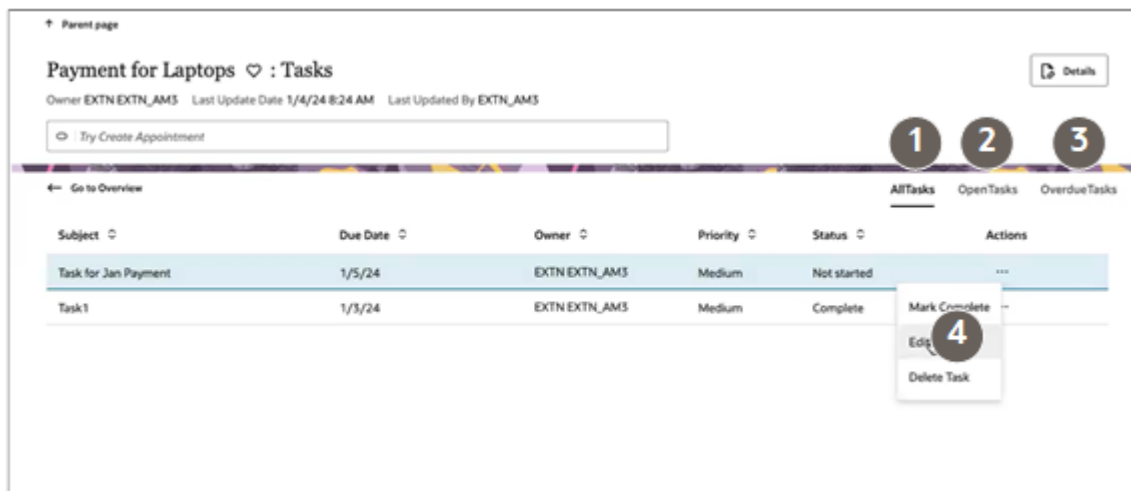 Parent page
Payment for Laptops : Tasks
Details
Owner EXTN EXTN_AM3 Last Update Date 1/4/24 8:24 AM Last Updated By EXTN_AM3
Try Create Appointment
1 2 3
Go to Overview AllTasks OpenTasks OverdueTasks
Subject Due Date Owner Priority Status Actions
Task for Jan Payment 1/5/24 EXTN EXTN_AM3 Medium Not started ...
Task1 1/3/24 EXTN EXTN_AM3 Medium Complete
Mark Complete
4
Delete Task